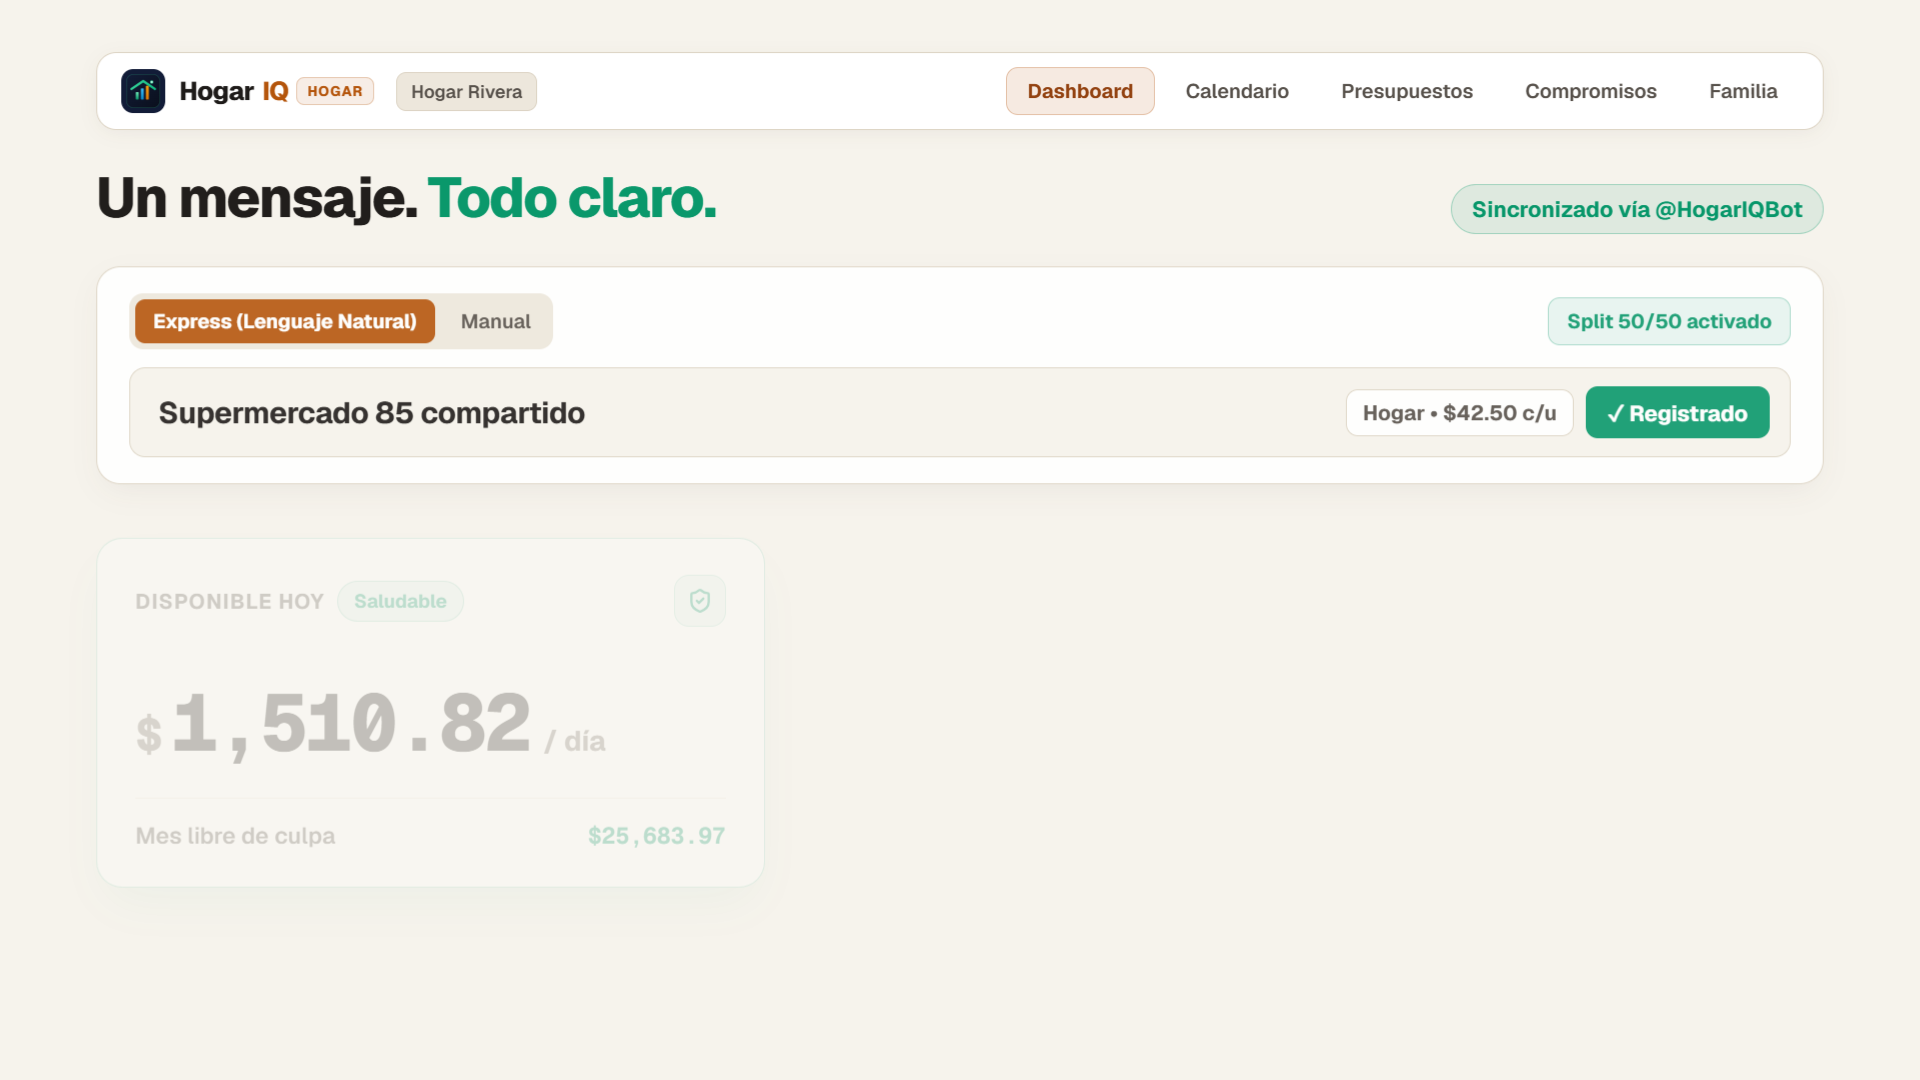 Hogar IQ HOGAR Hogar Rivera Dashboard Calendario Presupuestos Compromisos Familia
Un mensaje. Todo claro.
Sincronizado vía @HogarIQBot
Express (Lenguaje Natural) Manual Split 50/50 activado
Supermercado 85 compartido Hogar • $42.50 c/u ✓ Registrado
DISPONIBLE HOY Saludable
$1,510.82 / día
Mes libre de culpa $25,683.97